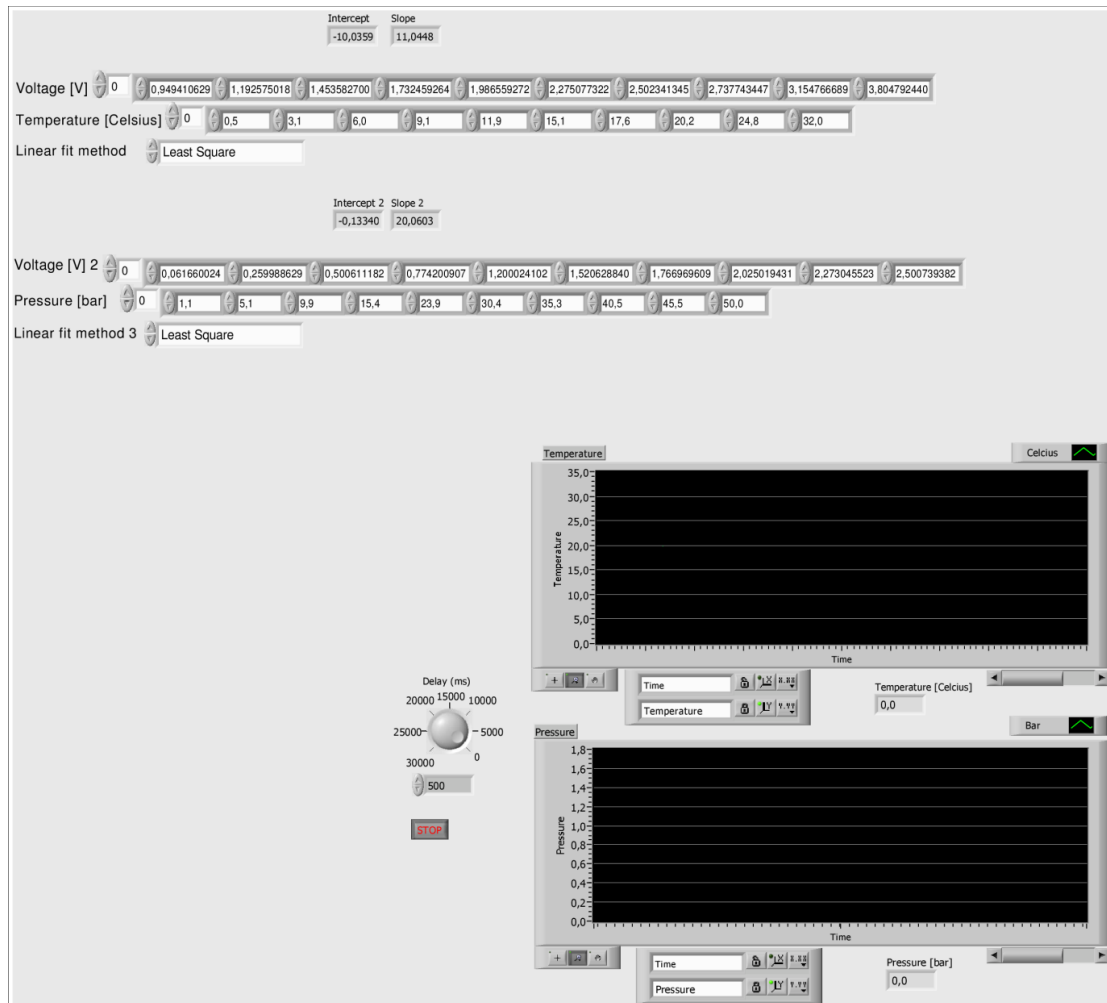 Intercept Slope
-10,0359 11,0448
Voltage [V] 0 0,949410629 1,192575018 1,453582700 1,732459264 1,986559272 2,275077322 2,502341345 2,737743447 3,154766689 3,804792440
Temperature [Celsius] 0 0,5 3,1 6,0 9,1 11,9 15,1 17,6 20,2 24,8 32,0
Linear fit method Least Square
Intercept 2 Slope 2
-0,13340 20,0603
Voltage [V] 2 0 0,061660024 0,259988629 0,500611182 0,774200907 1,200024102 1,520628840 1,766969609 2,025019431 2,273045523 2,500739382
Pressure [bar] 0 1,1 5,1 9,9 15,4 23,9 30,4 35,3 40,5 45,5 50,0
Linear fit method 3 Least Square
Temperature Celcius
35,0
30,0
25,0
20,0
15,0
10,0
5,0
0,0
Temperature
Time
Time
Temperature
Temperature [Celcius]
0,0
Delay (ms)
20000 15000 10000
25000 5000
30000 0
500
STOP
Pressure Bar
1,8
1,6
1,4
1,2
1,0
0,8
0,6
0,4
0,2
0,0
Pressure
Time
Time
Pressure
Pressure [bar]
0,0